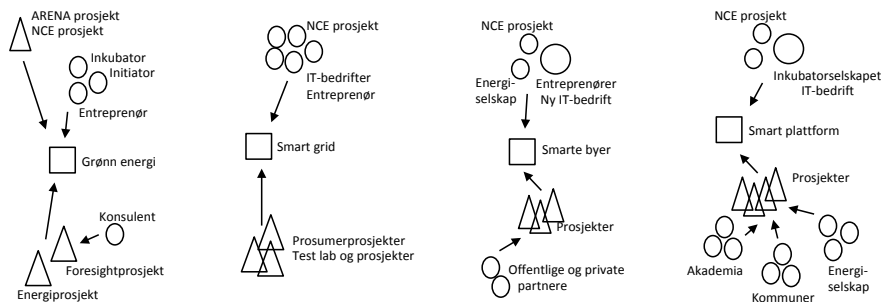 ARENA prosjekt
NCE prosjekt
Inkubator
Initiator
Entreprenør
Grønn energi
Konsulent
Foresightprosjekt
Energiprosjekt
NCE prosjekt
IT-bedrifter
Entreprenør
Smart grid
Prosumerprosjekter
Test lab og prosjekter
NCE prosjekt
Energi-
selskap
Entreprenører
Ny IT-bedrift
Smarte byer
Prosjekter
Offentlige og private
partnere
NCE prosjekt
Inkubatorselskapet
IT-bedrift
Smart plattform
Prosjekter
Akademia
Kommuner
Energi-
selskap